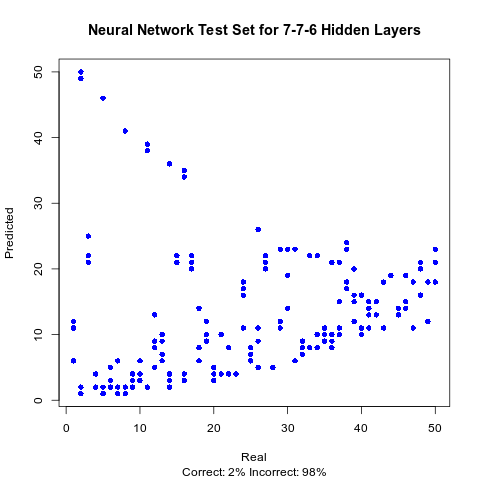 Neural Network Test Set for 7-7-6 Hidden Layers
Predicted
50
40
30
20
10
0
0 10 20 30 40 50
Real
Correct: 2% Incorrect: 98%